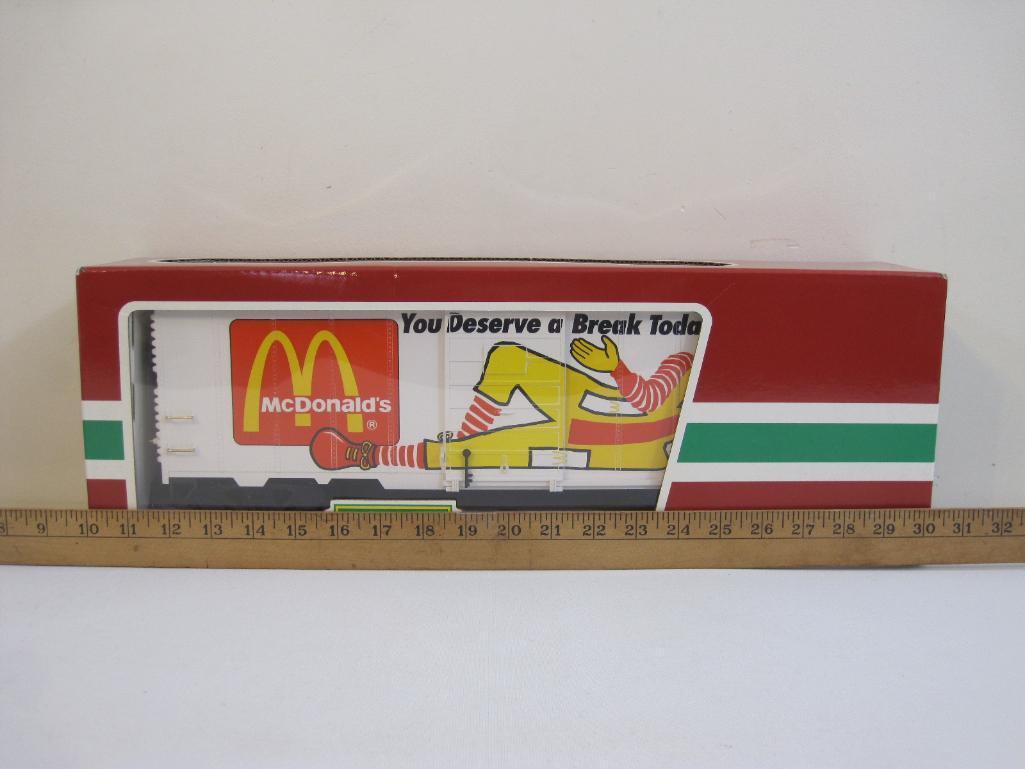 You Deserve a Break Toda
McDonald's
®
8 9 10 11 12 13 14 15 16 17 18 19 20 21 22 23 24 25 26 27 28 29 30 31 32